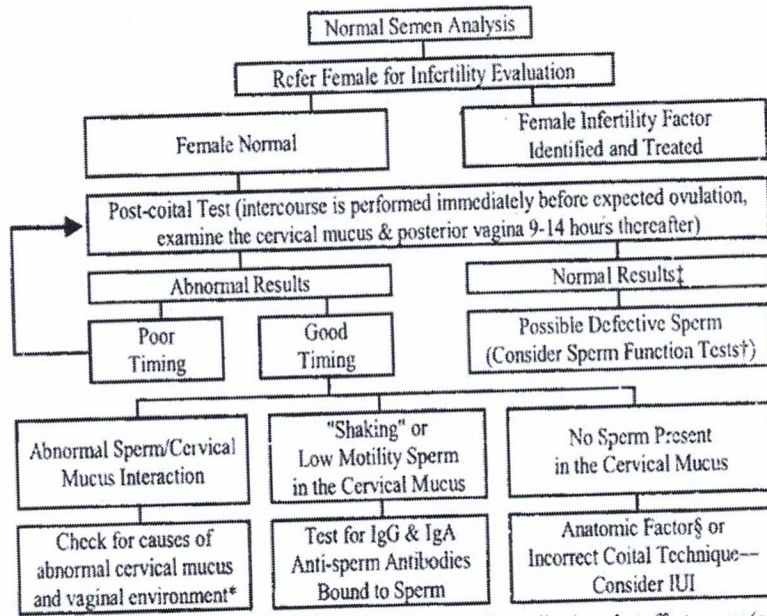 Normal Semen Analysis
Refer Female for Infertility Evaluation
Female Normal
Female Infertility Factor
Identified and Treated
Post-coital Test (intercourse is performed immediately before expected ovulation,
examine the cervical mucus & posterior vagina 9-14 hours thereafter)
Abnormal Results
Normal Results‡
Poor
Timing
Good
Timing
Possible Defective Sperm
(Consider Sperm Function Tests†)
Abnormal Sperm/Cervical
Mucus Interaction
"Shaking" or
Low Motility Sperm
in the Cervical Mucus
No Sperm Present
in the Cervical Mucus
Check for causes of
abnormal cervical mucus
and vaginal environment*
Test for IgG & IgA
Anti-sperm Antibodies
Bound to Sperm
Anatomic Factor§ or
Incorrect Coital Technique—
Consider IUI